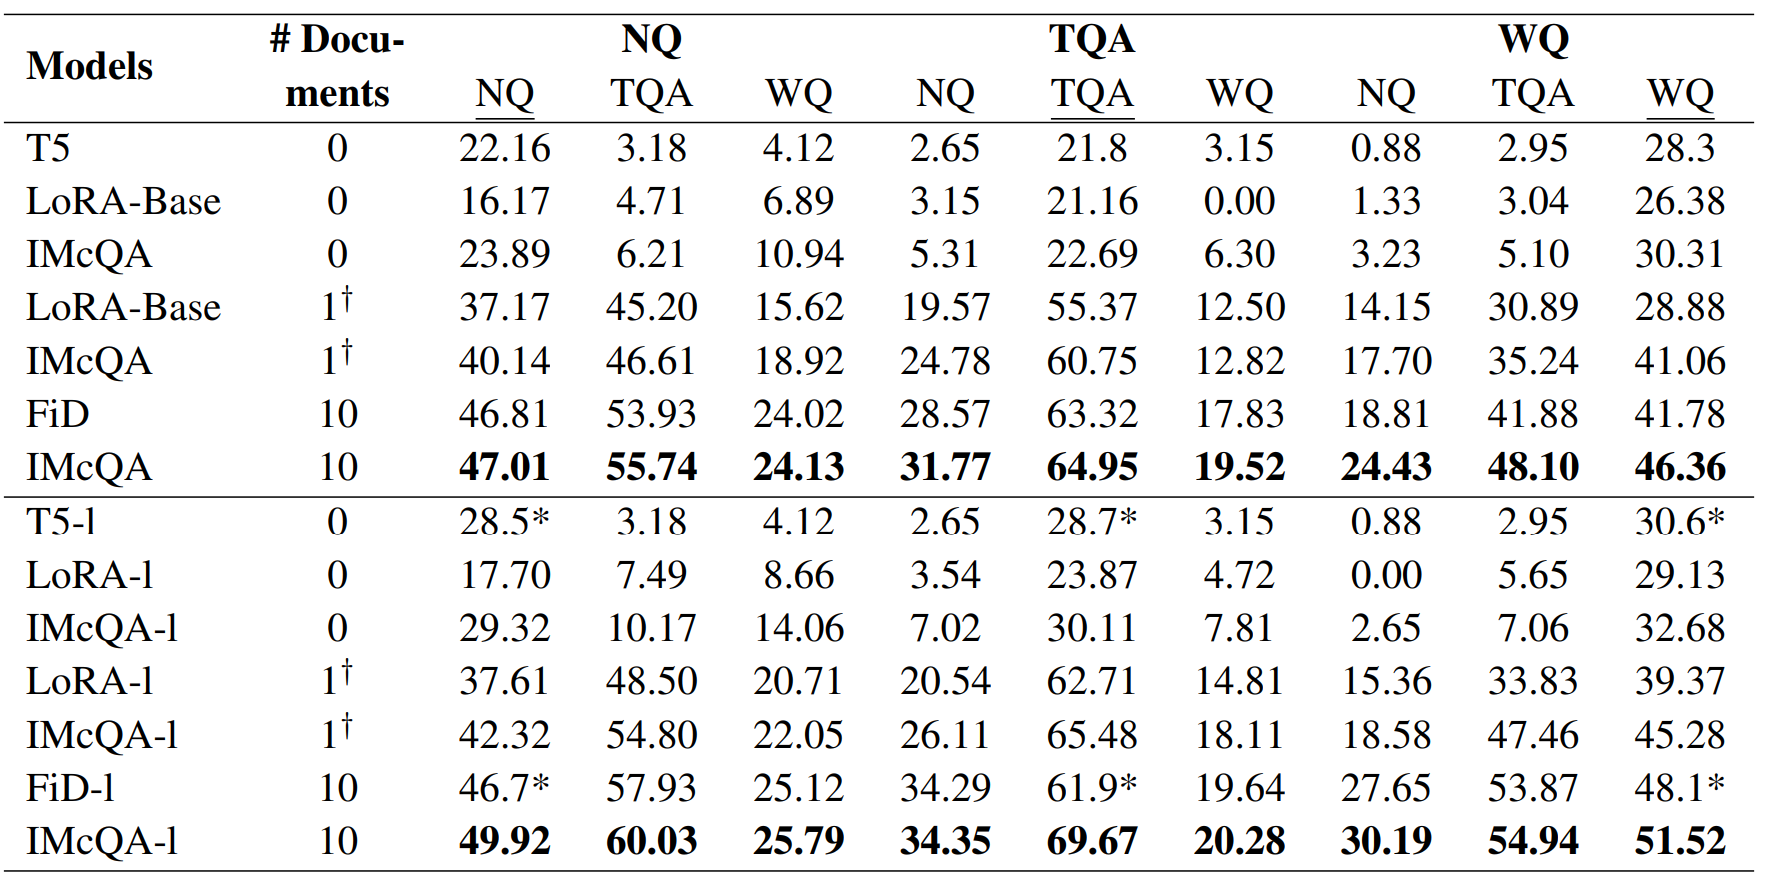 Models # Docu-ments NQ TQA WQ
NQ TQA WQ NQ TQA WQ NQ TQA WQ
T5 0 22.16 3.18 4.12 2.65 21.8 3.15 0.88 2.95 28.3
LoRA-Base 0 16.17 4.71 6.89 3.15 21.16 0.00 1.33 3.04 26.38
IMcQA 0 23.89 6.21 10.94 5.31 22.69 6.30 3.23 5.10 30.31
LoRA-Base 1† 37.17 45.20 15.62 19.57 55.37 12.50 14.15 30.89 28.88
IMcQA 1† 40.14 46.61 18.92 24.78 60.75 12.82 17.70 35.24 41.06
FiD 10 46.81 53.93 24.02 28.57 63.32 17.83 18.81 41.88 41.78
IMcQA 10 47.01 55.74 24.13 31.77 64.95 19.52 24.43 48.10 46.36
T5-l 0 28.5* 3.18 4.12 2.65 28.7* 3.15 0.88 2.95 30.6*
LoRA-l 0 17.70 7.49 8.66 3.54 23.87 4.72 0.00 5.65 29.13
IMcQA-l 0 29.32 10.17 14.06 7.02 30.11 7.81 2.65 7.06 32.68
LoRA-l 1† 37.61 48.50 20.71 20.54 62.71 14.81 15.36 33.83 39.37
IMcQA-l 1† 42.32 54.80 22.05 26.11 65.48 18.11 18.58 47.46 45.28
FiD-l 10 46.7* 57.93 25.12 34.29 61.9* 19.64 27.65 53.87 48.1*
IMcQA-l 10 49.92 60.03 25.79 34.35 69.67 20.28 30.19 54.94 51.52